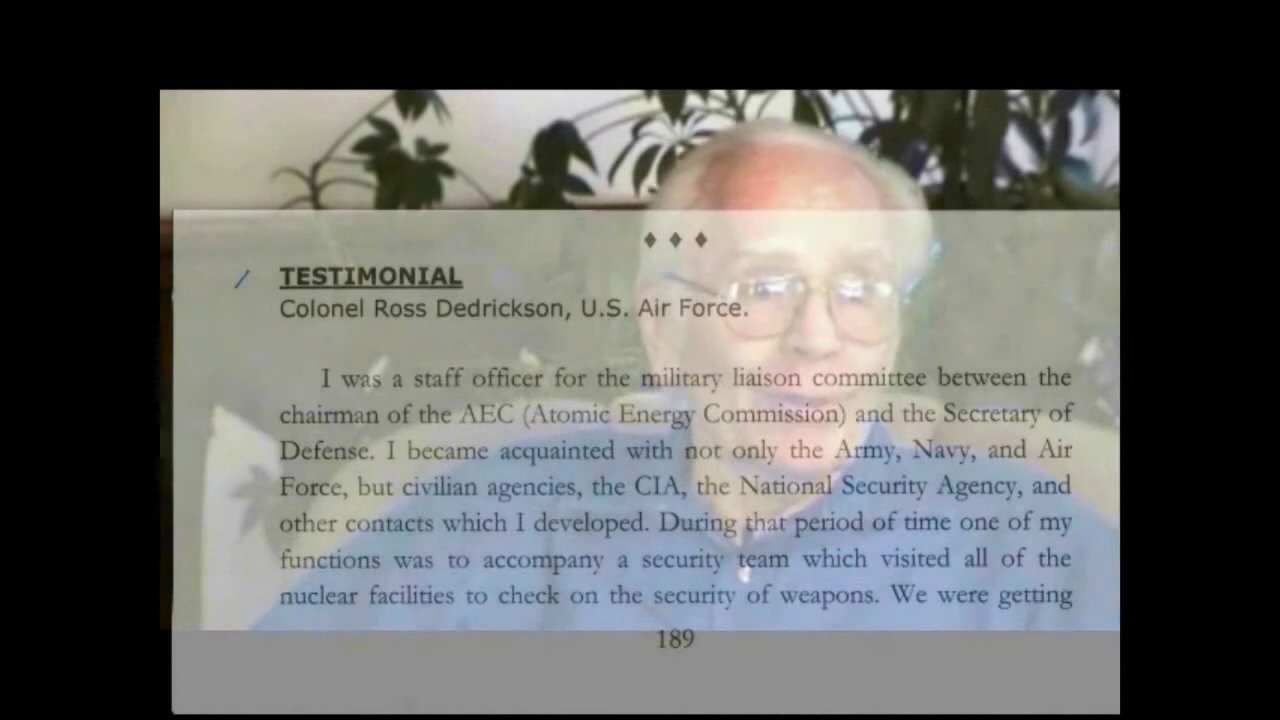 ♦ ♦ ♦
TESTIMONIAL
Colonel Ross Dedrickson, U.S. Air Force.
I was a staff officer for the military liaison committee between the
chairman of the AEC (Atomic Energy Commission) and the Secretary of
Defense. I became acquainted with not only the Army, Navy, and Air
Force, but civilian agencies, the CIA, the National Security Agency, and
other contacts which I developed. During that period of time one of my
functions was to accompany a security team which visited all of the
nuclear facilities to check on the security of weapons. We were getting
189